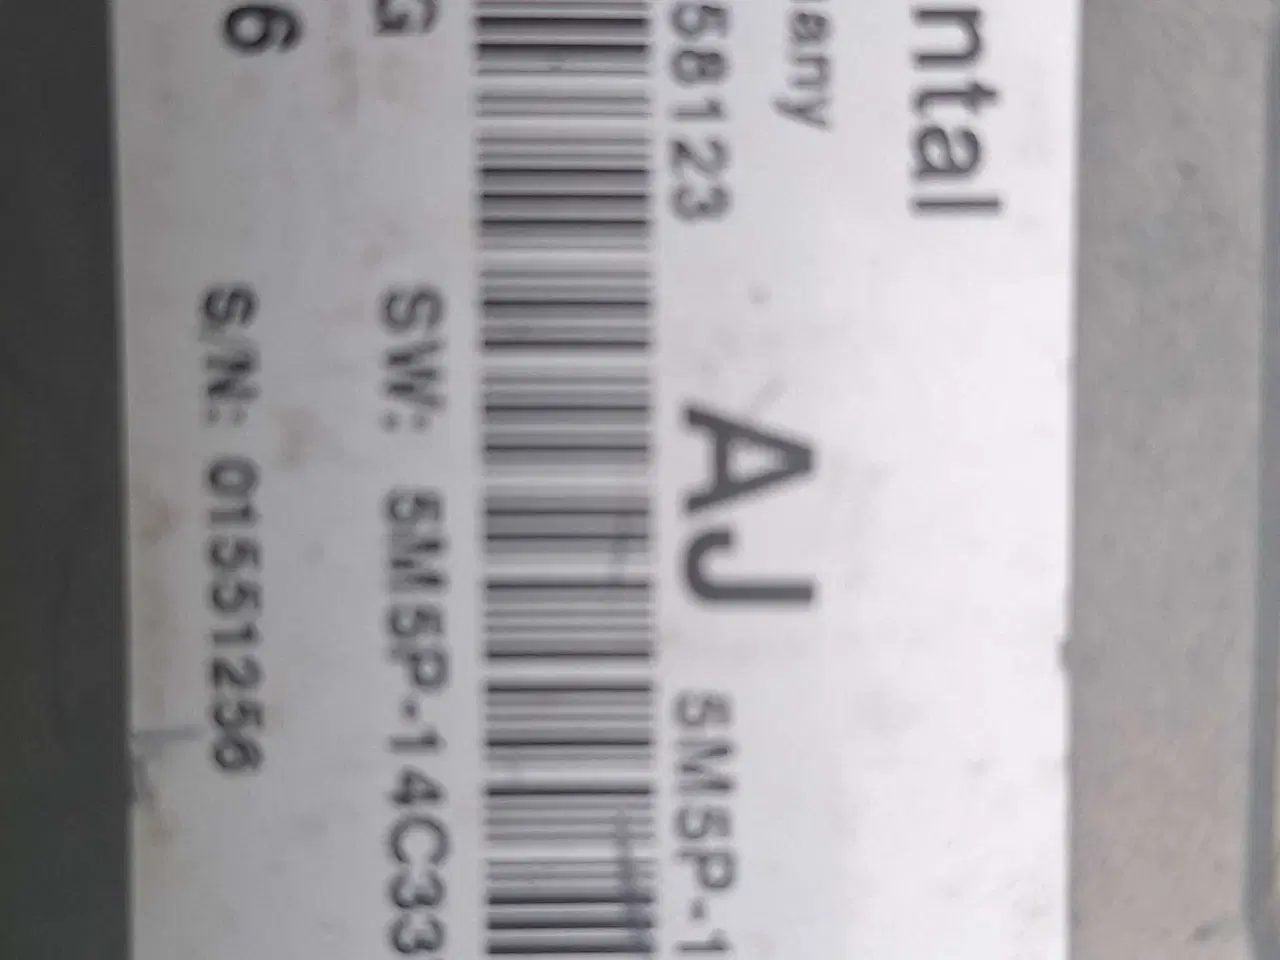 ntal
any
58123
AJ
5M5P-1
G
SW: 5M5P-14C33
6
S/N: 01551256